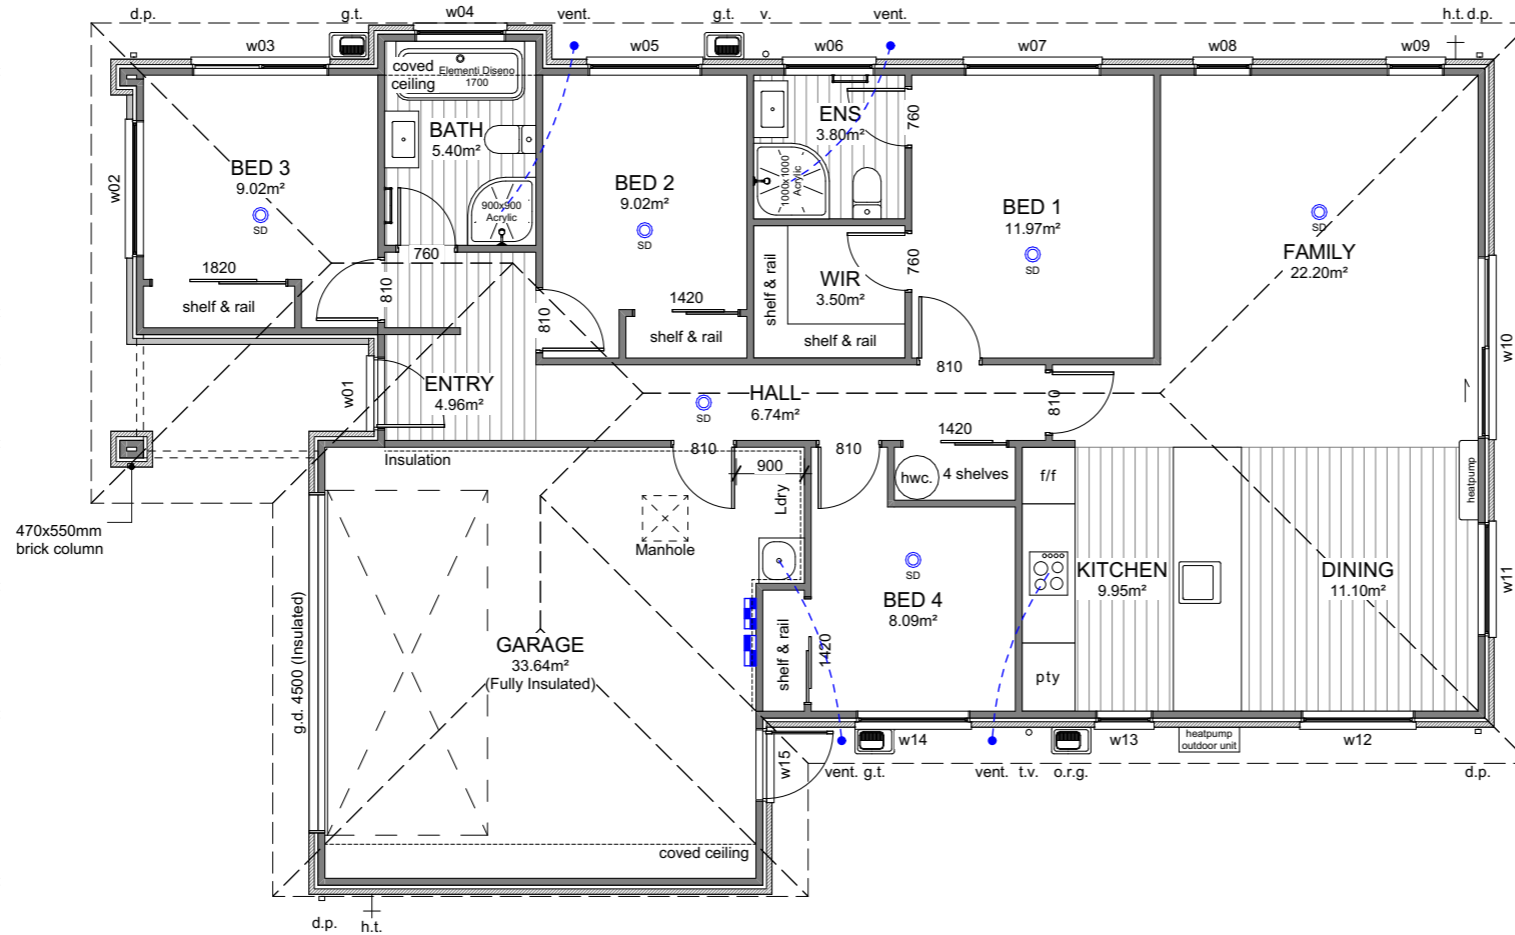 d.p.
g.t.
w04
vent.
g.t.
v.
vent.
h.t. d.p.
w03
w05
w06
w07
w08
w09
coved
ceiling
Elementi Diseno
1700
BATH
5.40m²
ENS
3.80m²
760
1000x1000
Acrylic
BED 3
9.02m²
SD
w02
BED 2
9.02m²
SD
BED 1
11.97m²
SD
FAMILY
22.20m²
SD
900x900
Acrylic
760
1820
shelf & rail
810
810
1420
shelf & rail
shelf & rail
WIR
3.50m²
shelf & rail
760
810
w10
w01
ENTRY
4.96m²
HALL
6.74m²
SD
810
810
810
1420
Insulation
900
Ldry
hwc.
4 shelves
f/f
heatpump
470x550mm
brick column
Manhole
SD
BED 4
8.09m²
KITCHEN
9.95m²
DINING
11.10m²
w11
g.d. 4500 (Insulated)
GARAGE
33.64m²
(Fully Insulated)
shelf & rail
1420
pty
w15
w14
w13
heatpump
outdoor unit
w12
vent. g.t.
vent. t.v. o.r.g.
d.p.
coved ceiling
d.p.
h.t.